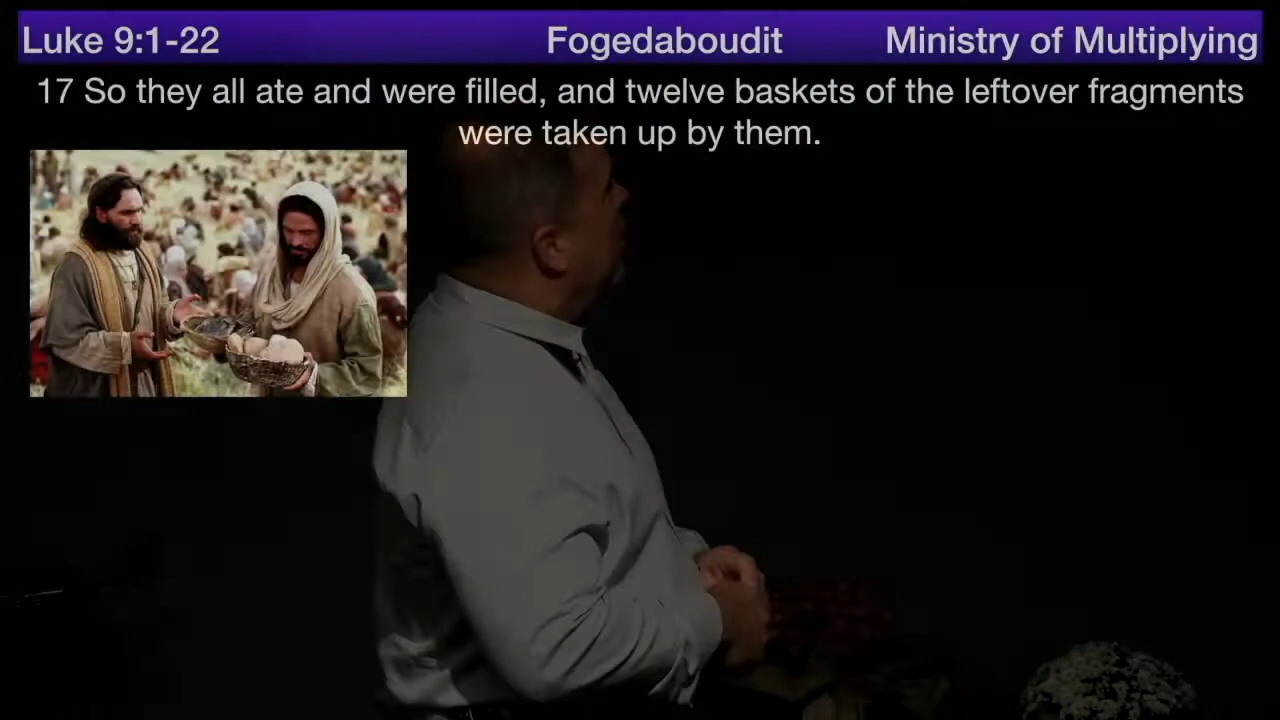 Luke 9:1-22 Fogedaboudit Ministry of Multiplying
17 So they all ate and were filled, and twelve baskets of the leftover fragments
were taken up by them.